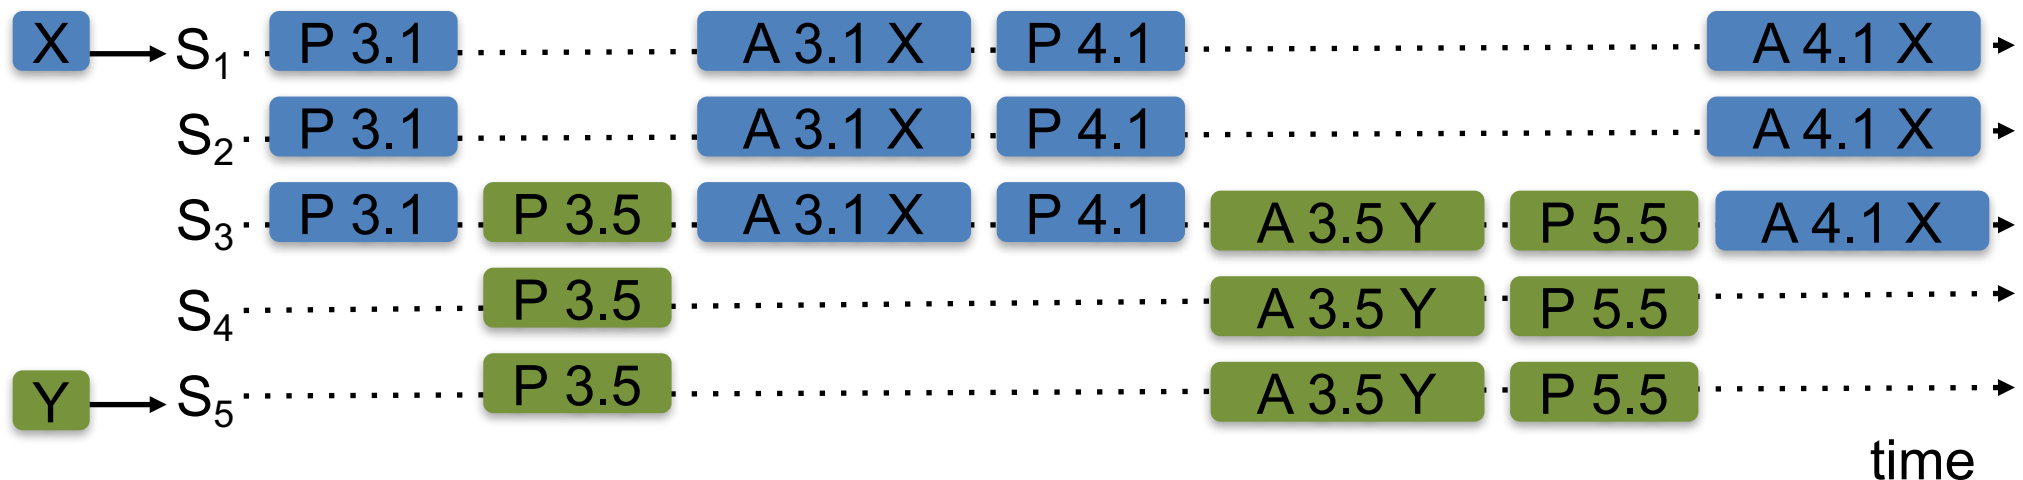 X S1 P 3.1 A 3.1 X P 4.1 A 4.1 X
S2 P 3.1 A 3.1 X P 4.1 A 4.1 X
S3 P 3.1 P 3.5 A 3.1 X P 4.1 A 3.5 Y P 5.5 A 4.1 X
S4 P 3.5 A 3.5 Y P 5.5
Y S5 P 3.5 A 3.5 Y P 5.5
time